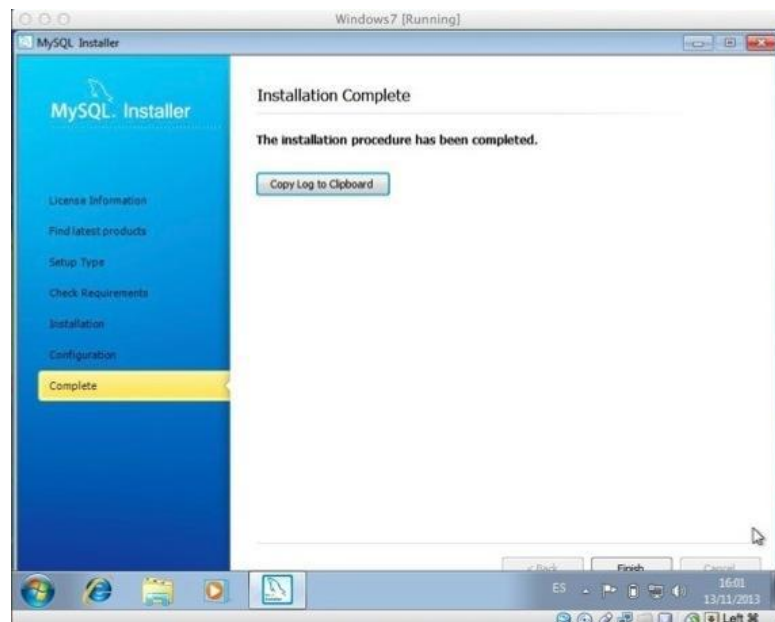 Windows7 [Running]
MySQL Installer
MySQL. Installer
License Information
Find latest products
Setup Type
Check Requirements
Installation
Configuration
Complete
Installation Complete
The installation procedure has been completed.
Copy Log to Clipboard
< Back
Finish
Cancel
ES
16:01
13/11/2013
Left ⌘